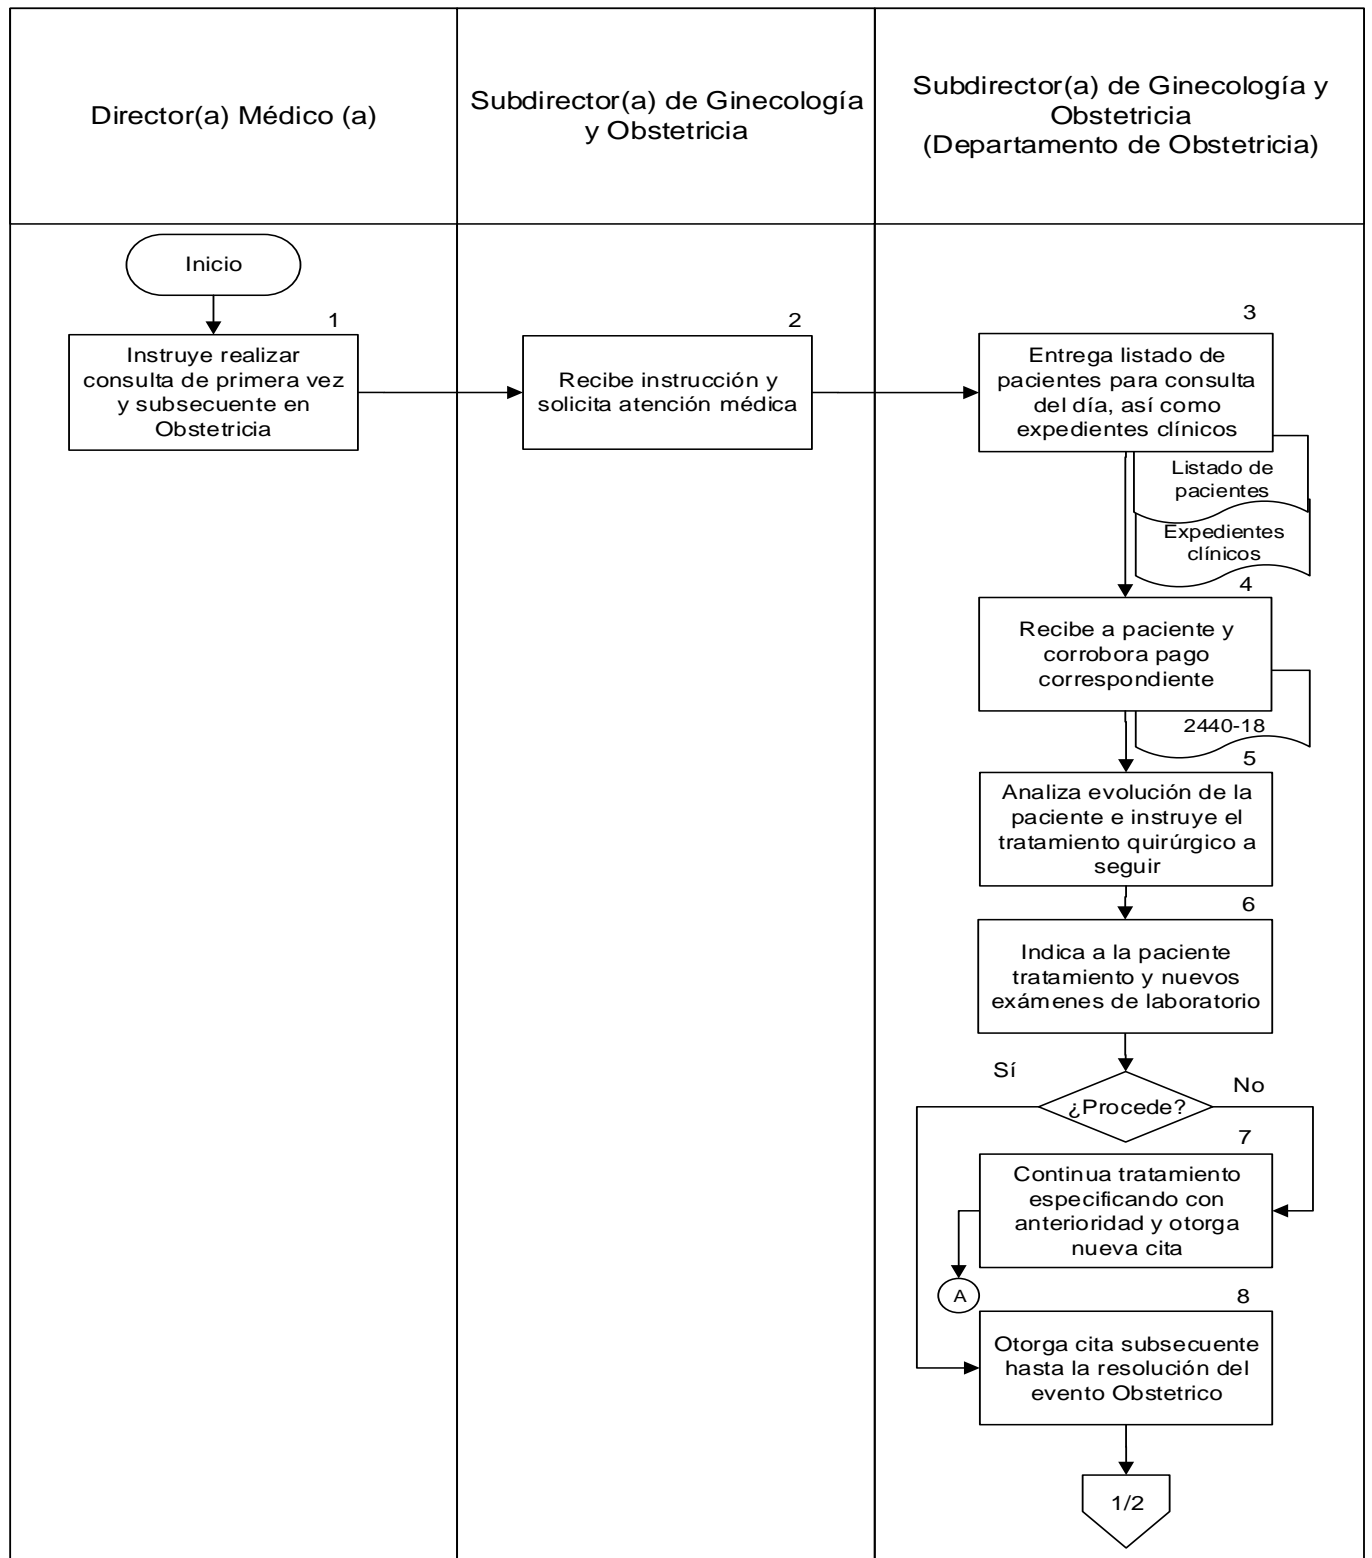 Director(a) Médico (a)
Subdirector(a) de Ginecología
y Obstetricia
Subdirector(a) de Ginecología y
Obstetricia
(Departamento de Obstetricia)
Inicio
1
Instruye realizar
consulta de primera vez
y subsecuente en
Obstetricia
2
Recibe instrucción y
solicita atención médica
3
Entrega listado de
pacientes para consulta
del día, así como
expedientes clínicos
Listado de
pacientes
Expedientes
clínicos
4
Recibe a paciente y
corrobora pago
correspondiente
2440-18
5
Analiza evolución de la
paciente e instruye el
tratamiento quirúrgico a
seguir
6
Indica a la paciente
tratamiento y nuevos
exámenes de laboratorio
Sí
¿Procede?
No
7
Continua tratamiento
especificando con
anterioridad y otorga
nueva cita
A
8
Otorga cita subsecuente
hasta la resolución del
evento Obstetrico
1/2